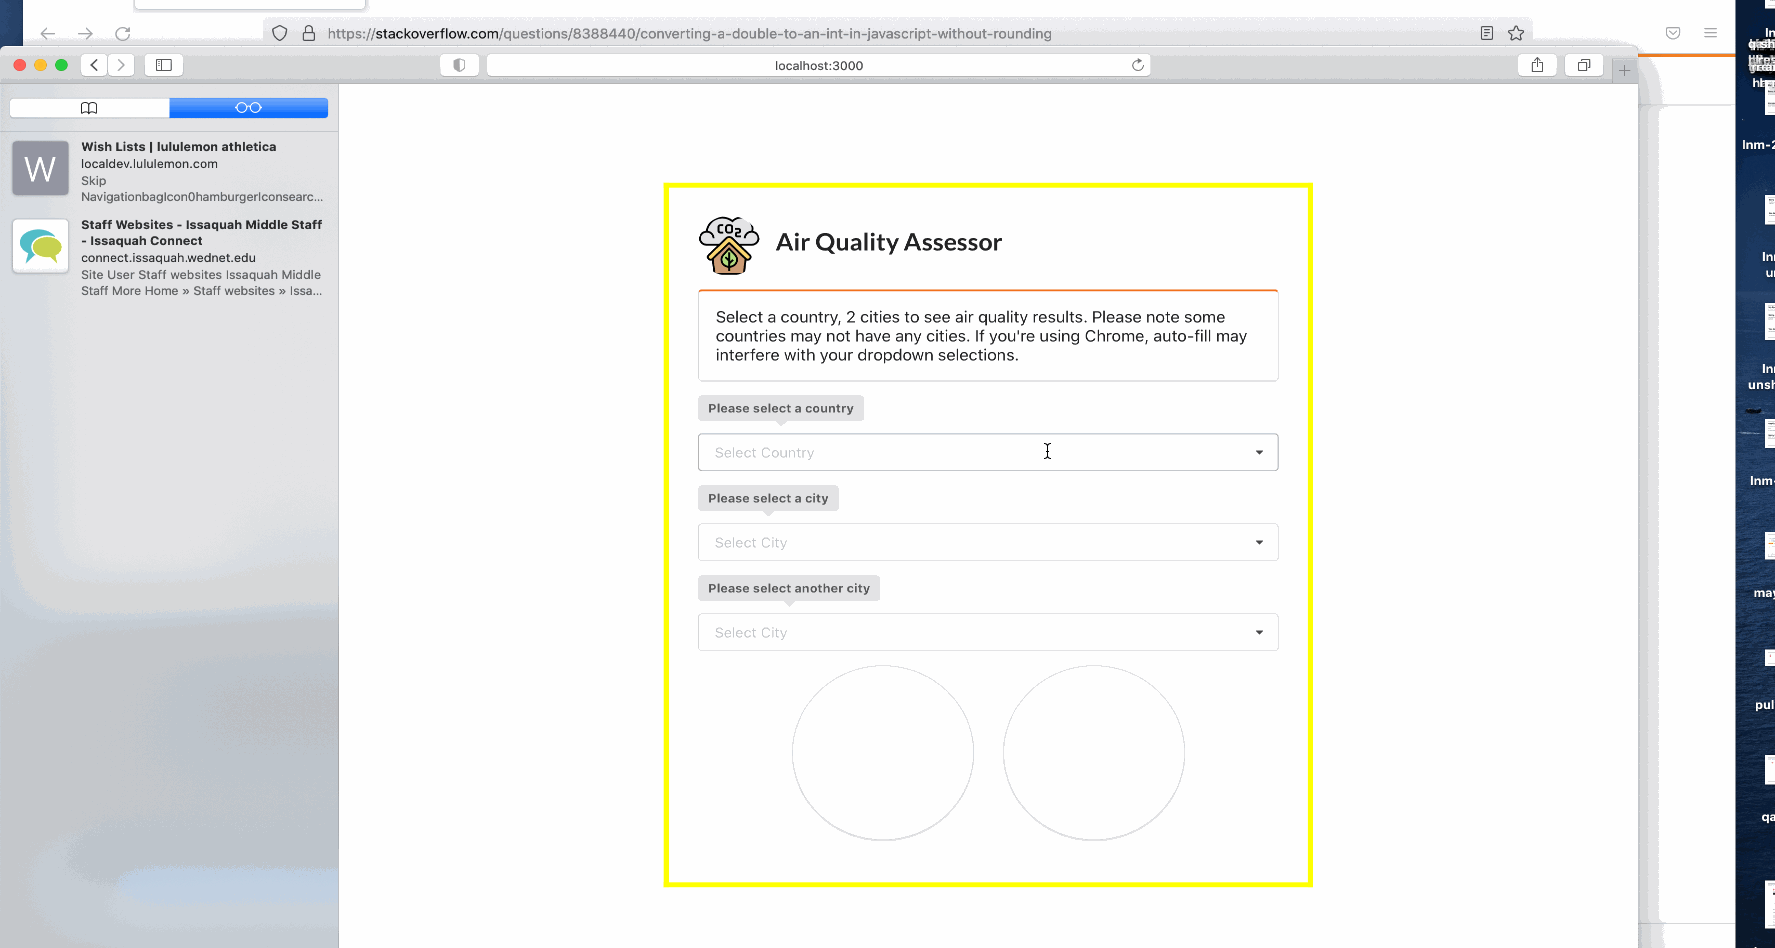 https://stackoverflow.com/questions/8388440/converting-a-double-to-an-int-in-javascript-without-rounding
localhost:3000
W
Wish Lists | lululemon athletica
localdev.lululemon.com
Skip
NavigationbagIcon0hamburgerIconsearc...
Staff Websites - Issaquah Middle Staff
- Issaquah Connect
connect.issaquah.wednet.edu
Site User Staff websites Issaquah Middle
Staff More Home » Staff websites » Issa...
CO2
Air Quality Assessor
Select a country, 2 cities to see air quality results. Please note some
countries may not have any cities. If you're using Chrome, auto-fill may
interfere with your dropdown selections.
Please select a country
Select Country
Please select a city
Select City
Please select another city
Select City